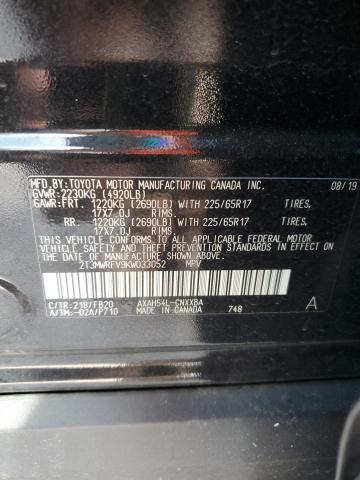 MFD.BY:TOYOTA MOTOR MANUFACTURING CANADA INC. 08/19
GVWR:2230KG (4920LB)
GAWR:FRT. 1220KG (2690LB) WITH 225/65R17 TIRES,
17X7.0J RIMS.
RR. 1220KG (2690LB) WITH 225/65R17 TIRES,
17X7.0J RIMS.
THIS VEHICLE CONFORMS TO ALL APPLICABLE FEDERAL MOTOR
VEHICLE SAFETY, BUMPER, AND THEFT PREVENTION STANDARDS
IN EFFECT ON THE DATE OF MANUFACTURE SHOWN ABOVE.
2T3MWRFV9KW033052 MPV
C/TR:218/FB20 AXAH54L-CNXXBA A
A/TM:-02A/P710 MADE IN CANADA 748